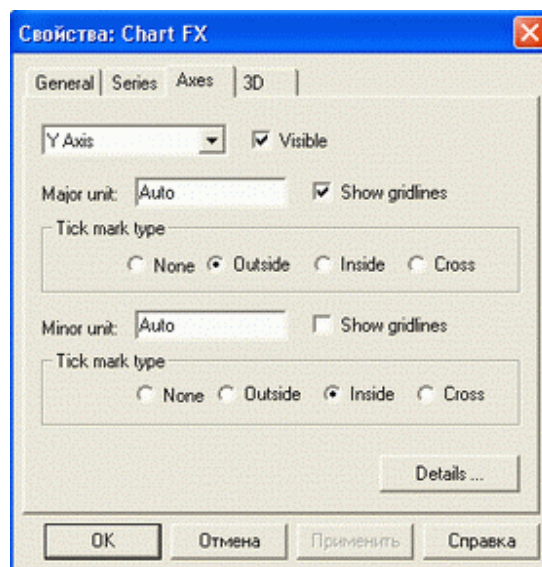 Свойства: Chart FX
General Series Axes 3D
Y Axis Visible
Major unit: Auto Show gridlines
Tick mark type
None Outside Inside Cross
Minor unit: Auto Show gridlines
Tick mark type
None Outside Inside Cross
Details ...
OK Отмена Применить Справка